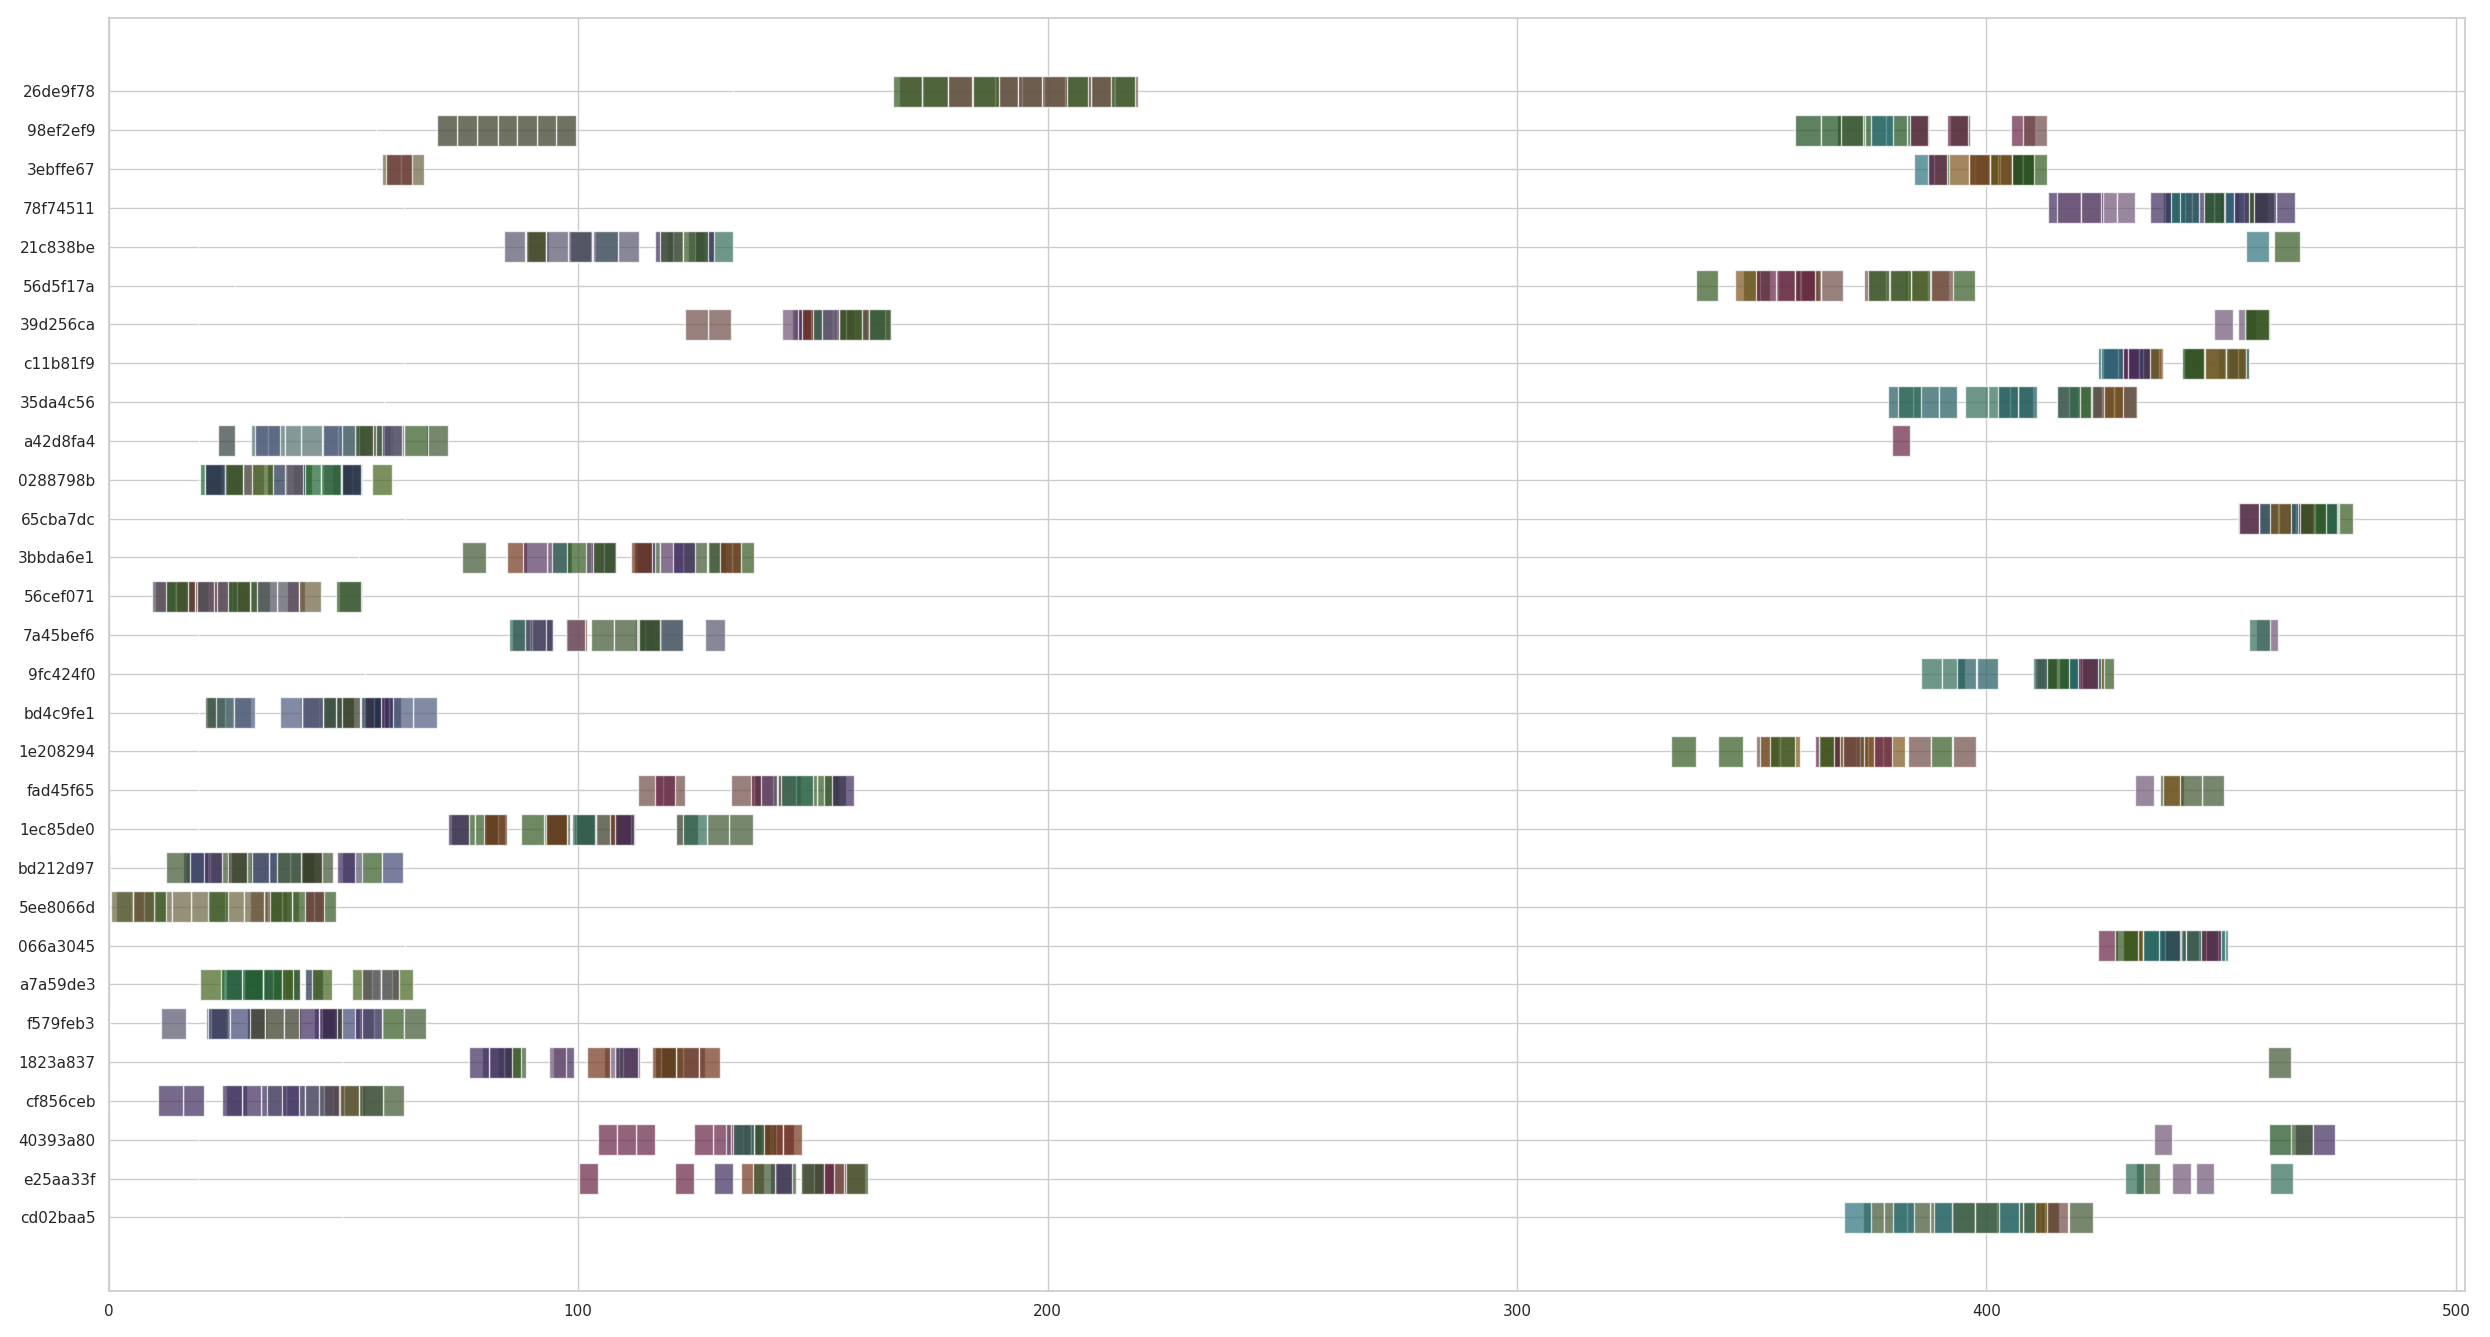 26de9f78
98ef2ef9
3ebffe67
78f74511
21c838be
56d5f17a
39d256ca
c11b81f9
35da4c56
a42d8fa4
0288798b
65cba7dc
3bbda6e1
56cef071
7a45bef6
9fc424f0
bd4c9fe1
1e208294
fad45f65
1ec85de0
bd212d97
5ee8066d
066a3045
a7a59de3
f579feb3
1823a837
cf856ceb
40393a80
e25aa33f
cd02baa5
0 100 200 300 400 500